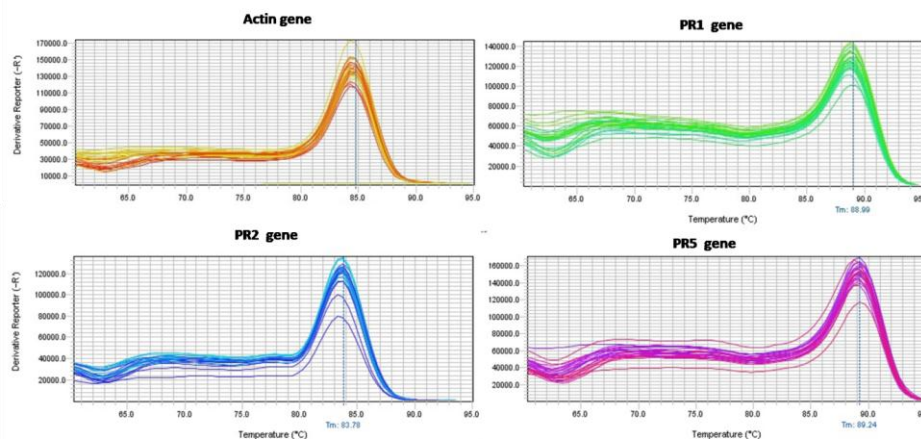 Actin gene
Derivative Reporter (-R')
170000.0
150000.0
130000.0
110000.0
90000.0
70000.0
50000.0
30000.0
10000.0
65.0 70.0 75.0 80.0 85.0 90.0 95.0
PR1 gene
140000.0
120000.0
100000.0
80000.0
60000.0
40000.0
20000.0
65.0 70.0 75.0 80.0 85.0 90.0 95
Tm: 88.99
Temperature (°C)
PR2 gene
Derivative Reporter (-R')
120000.0
100000.0
80000.0
60000.0
40000.0
20000.0
65.0 70.0 75.0 80.0 85.0 90.0 95.0
Tm: 83.78
Temperature (°C)
PR5 gene
160000.0
140000.0
120000.0
100000.0
80000.0
60000.0
40000.0
20000.0
65.0 70.0 75.0 80.0 85.0 90.0 95.
Tm: 89.24
Temperature (°C)